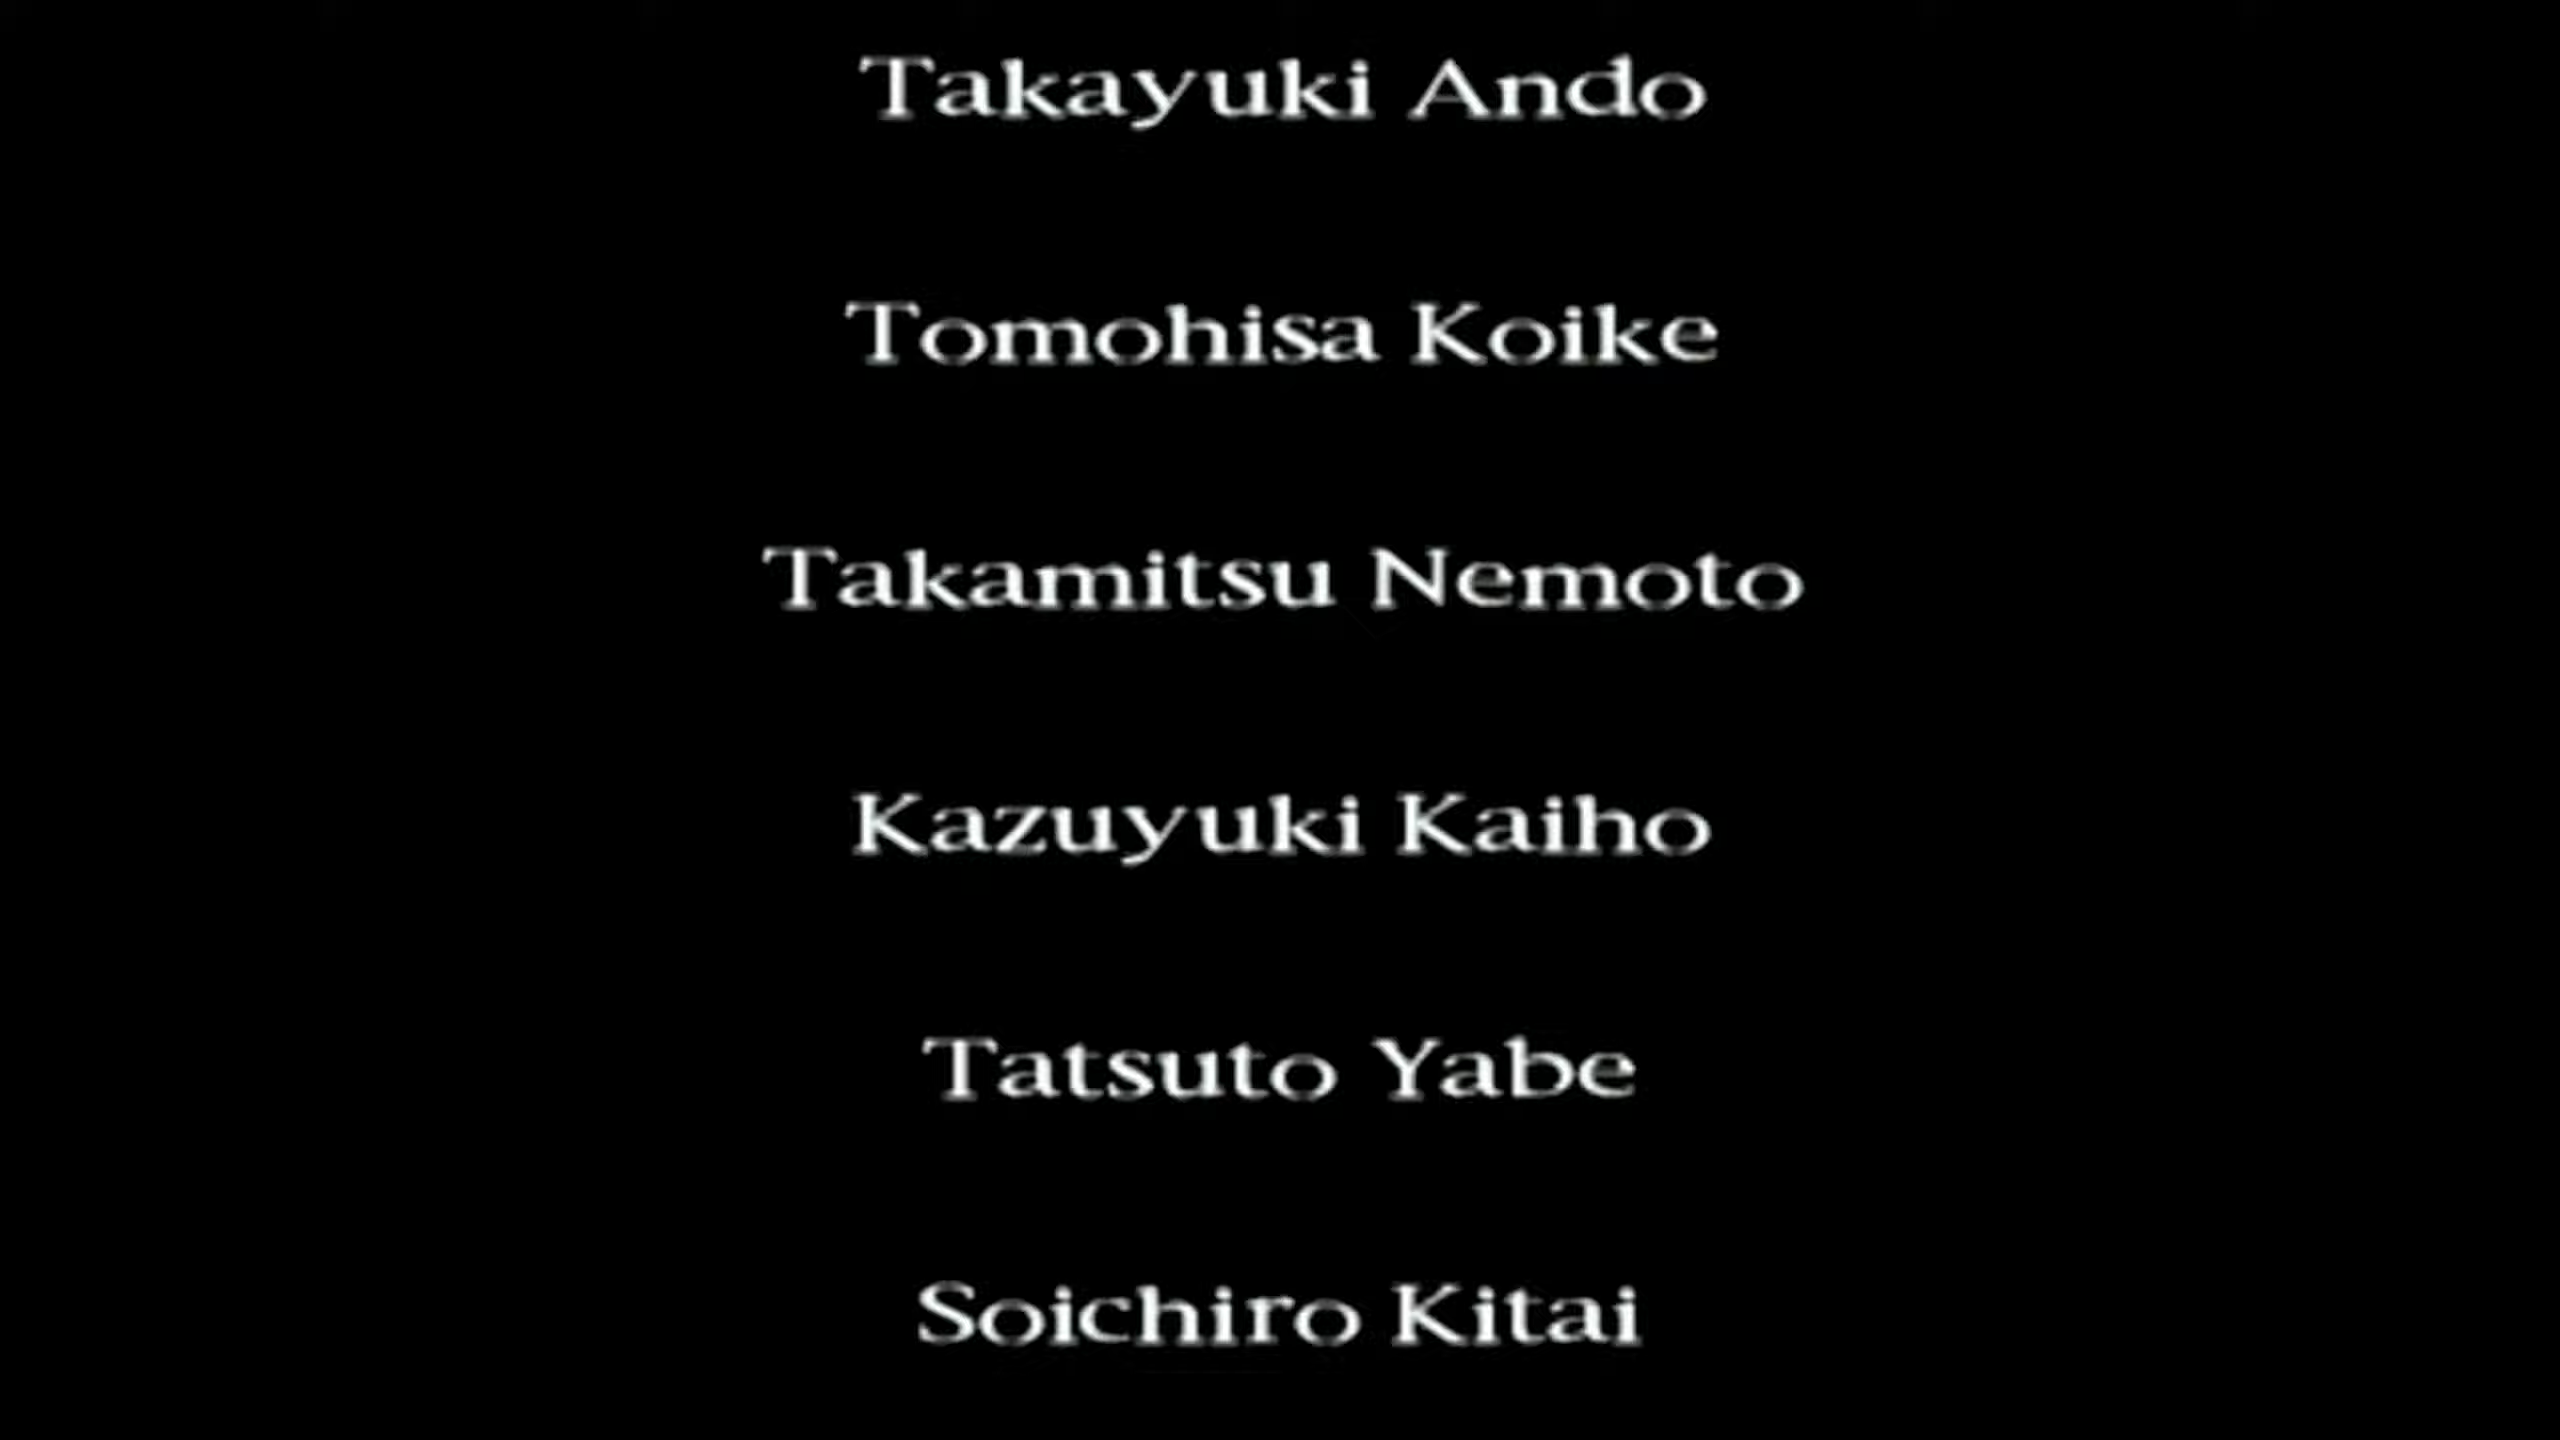 Takayuki Ando
Tomohisa Koike
Takamitsu Nemoto
Kazuyuki Kaiho
Tatsuto Yabe
Soichiro Kitai